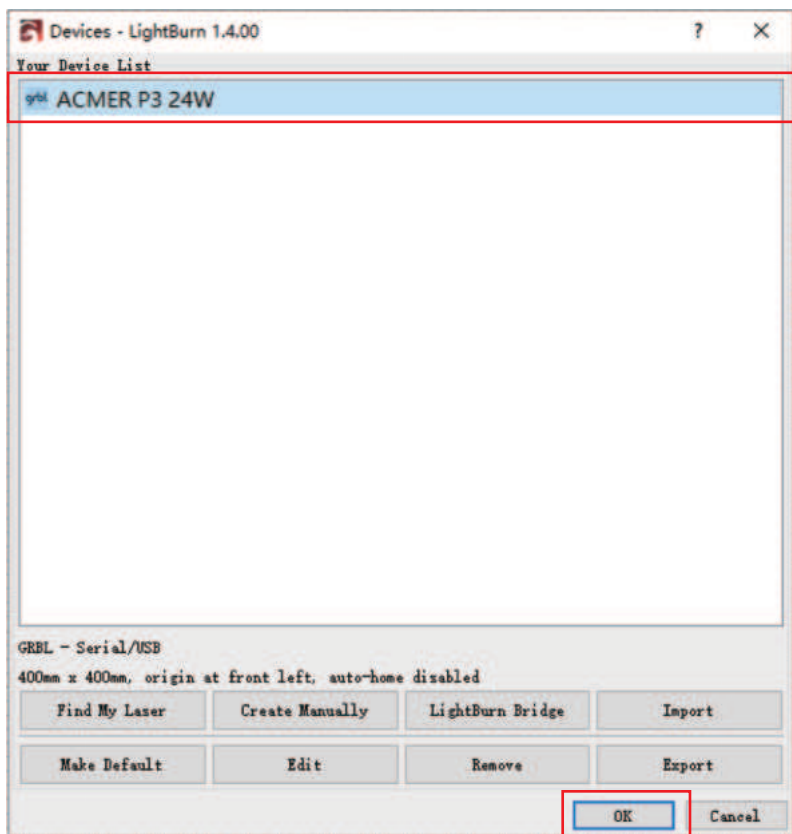 Devices - LightBurn 1.4.00 ?
Your Device List
grbl ACMER P3 24W
GRBL - Serial/USB
400mm x 400mm, origin at front left, auto-home disabled
Find My Laser Create Manually LightBurn Bridge Import
Make Default Edit Remove Export
OK Cancel